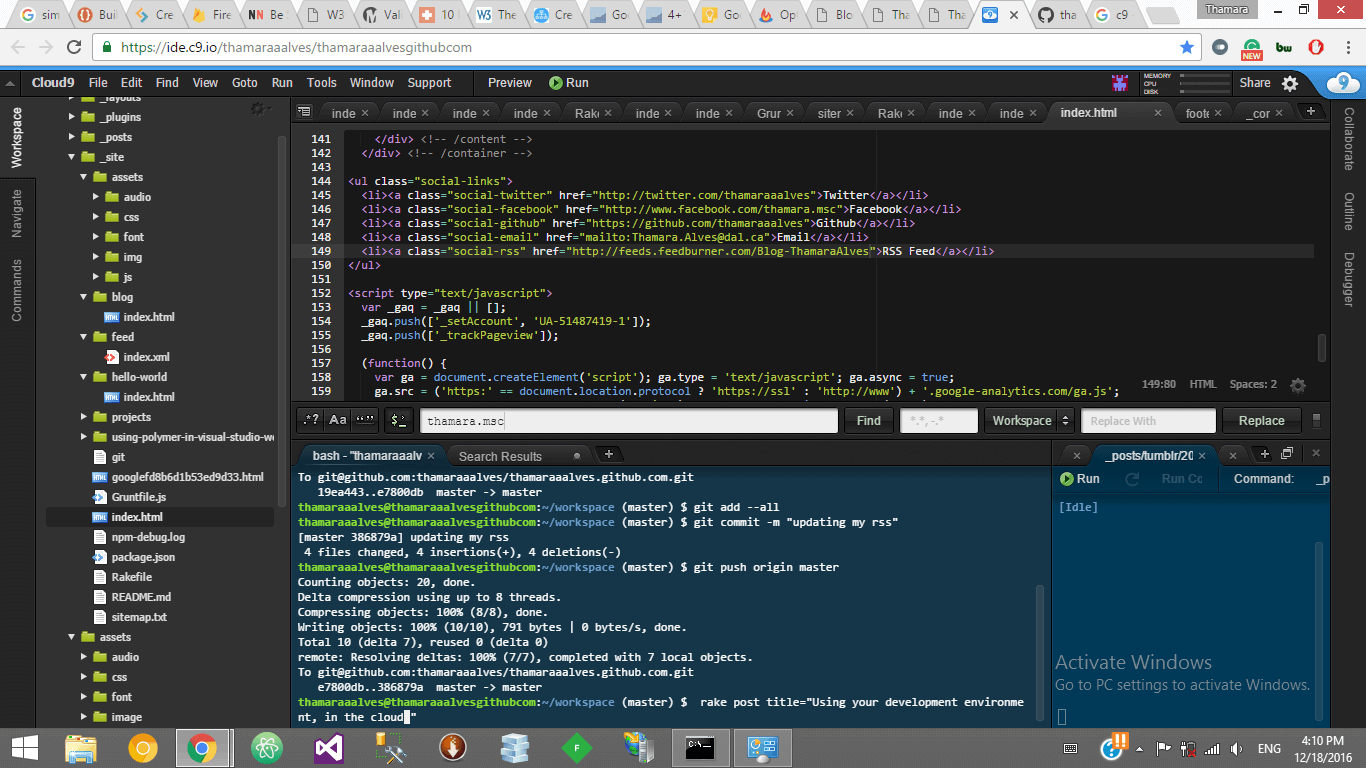 sim
Buil
Cre
Fire
NN Be
W3
Vali
10
The
Cre
Go
4+
Go
Op
Blo
Tha
Tha
tha
c9
Thamara
https://ide.c9.io/thamaraaalves/thamaraaalvesgithubcom
NEW
bw
Cloud9 File Edit Find View Goto Run Tools Window Support Preview Run
MEMORY
CPU
DISK
Share
Workspace
Navigate
Commands
_layouts
_plugins
_posts
_site
assets
audio
css
font
img
js
blog
index.html
feed
index.xml
hello-world
index.html
projects
using-polymer-in-visual-studio-we
git
googlefd8b6d1b53ed9d33.html
Gruntfile.js
index.html
npm-debug.log
package.json
Rakefile
README.md
sitemap.txt
assets
audio
css
font
image
inde inde inde inde Rak inde inde Grur siter Rak inde inde index.html foot _cor
141 </div> <!-- /content -->
142 </div> <!-- /container -->
143
144 <ul class="social-links">
145 <li><a class="social-twitter" href="http://twitter.com/thamaraaalves">Twitter</a></li>
146 <li><a class="social-facebook" href="http://www.facebook.com/thamara.msc">Facebook</a></li>
147 <li><a class="social-github" href="https://github.com/thamaraaalves">Github</a></li>
148 <li><a class="social-email" href="mailto:Thamara.Alves@dal.ca">Email</a></li>
149 <li><a class="social-rss" href="http://feeds.feedburner.com/Blog-ThamaraAlves">RSS Feed</a></li>
150 </ul>
151
152 <script type="text/javascript">
153 var _gaq = _gaq || [];
154 _gaq.push(['_setAccount', 'UA-51487419-1']);
155 _gaq.push(['_trackPageview']);
156
157 (function() {
158 var ga = document.createElement('script'); ga.type = 'text/javascript'; ga.async = true;
159 ga.src = ('https:' == document.location.protocol ? 'https://ssl' : 'http://www') + '.google-analytics.com/ga.js';
149:80 HTML Spaces: 2
Collaborate
Outline
Debugger
.* Aa "" $_ thamara.msc Find *.*,-.* Workspace Replace With Replace
bash - "thamaraaalv
Search Results
To git@github.com:thamaraaalves/thamaraaalves.github.com.git
19ea443..e7800db master -> master
thamaraaalves@thamaraaalvesgithubcom:~/workspace (master) $ git add --all
thamaraaalves@thamaraaalvesgithubcom:~/workspace (master) $ git commit -m "updating my rss"
[master 386879a] updating my rss
4 files changed, 4 insertions(+), 4 deletions(-)
thamaraaalves@thamaraaalvesgithubcom:~/workspace (master) $ git push origin master
Counting objects: 20, done.
Delta compression using up to 8 threads.
Compressing objects: 100% (8/8), done.
Writing objects: 100% (10/10), 791 bytes | 0 bytes/s, done.
Total 10 (delta 7), reused 0 (delta 0)
remote: Resolving deltas: 100% (7/7), completed with 7 local objects.
To git@github.com:thamaraaalves/thamaraaalves.github.com.git
e7800db..386879a master -> master
thamaraaalves@thamaraaalvesgithubcom:~/workspace (master) $ rake post title="Using your development environme
nt, in the cloud"
_posts/tumblr/20
Run Run Co Command: _p
[Idle]
Activate Windows
Go to PC settings to activate Windows.
ENG
4:10 PM
12/18/2016